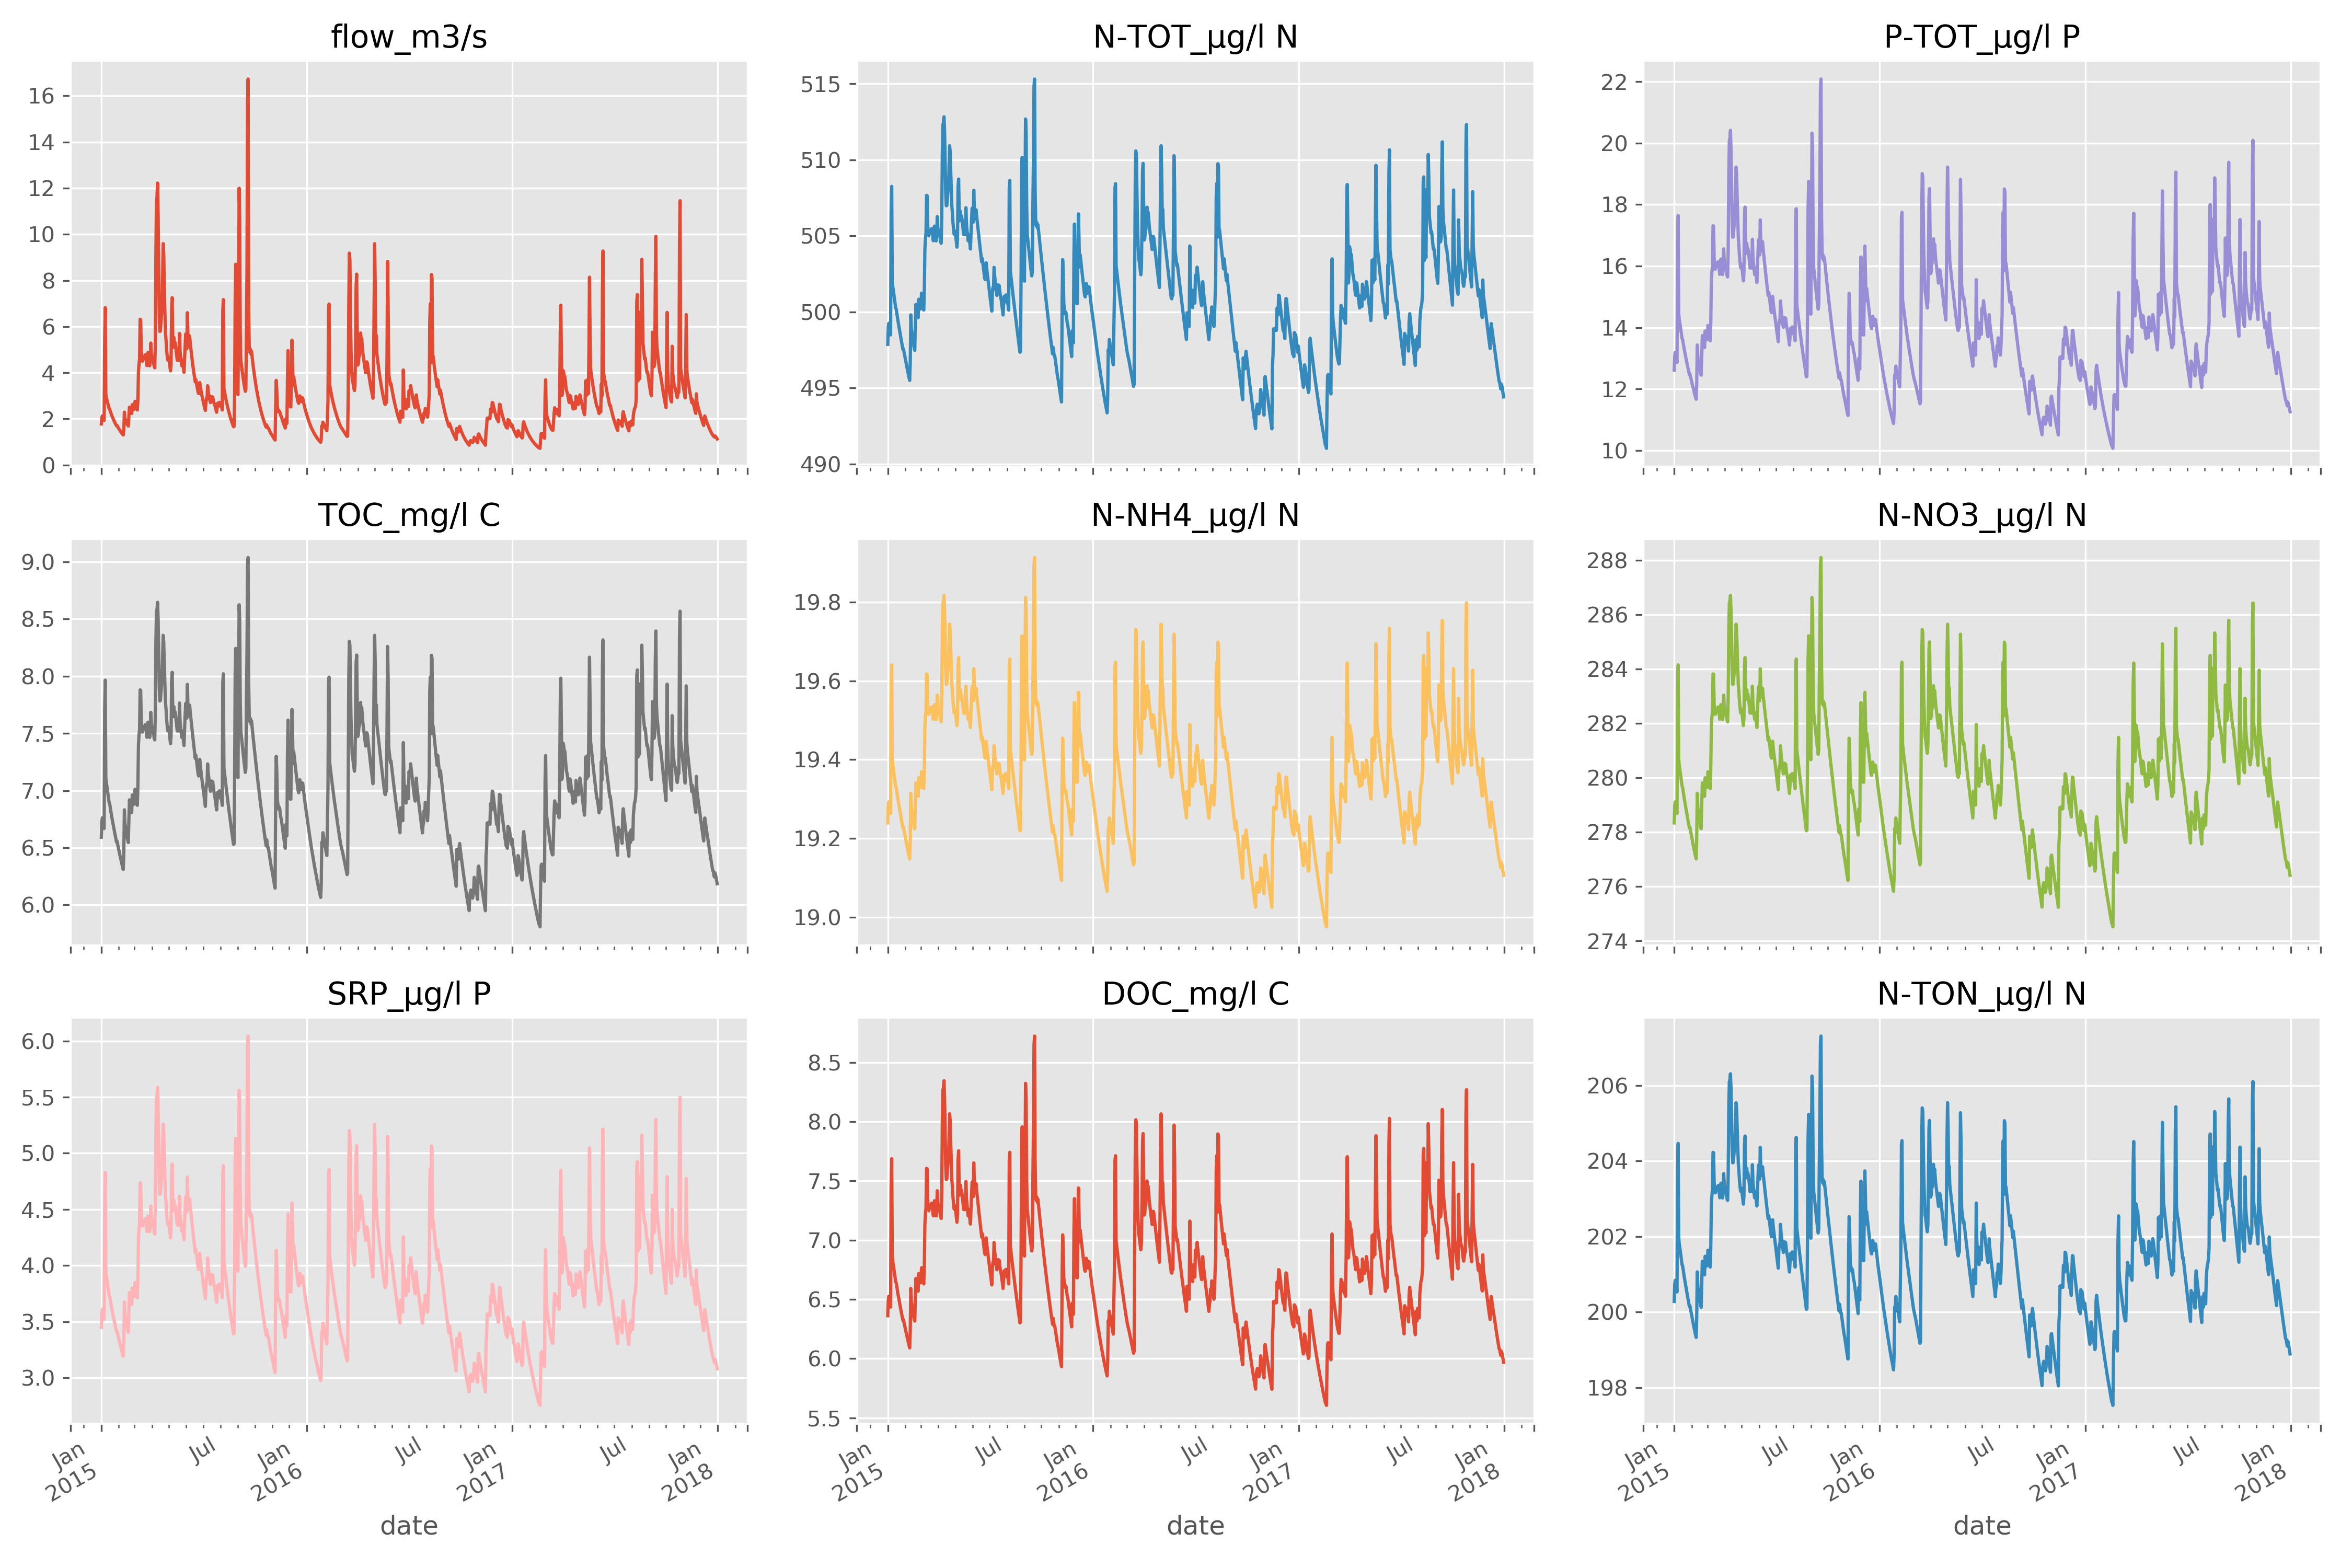 flow_m3/s
16
14
12
10
8
6
4
2
0
N-TOT_µg/l N
515
510
505
500
495
490
P-TOT_µg/l P
22
20
18
16
14
12
10
TOC_mg/l C
9.0
8.5
8.0
7.5
7.0
6.5
6.0
N-NH4_µg/l N
19.8
19.6
19.4
19.2
19.0
N-NO3_µg/l N
288
286
284
282
280
278
276
274
SRP_µg/l P
6.0
5.5
5.0
4.5
4.0
3.5
3.0
Jan
2015
Jul
Jan
2016
Jul
Jan
2017
Jul
Jan
2018
date
DOC_mg/l C
8.5
8.0
7.5
7.0
6.5
6.0
5.5
Jan
2015
Jul
Jan
2016
Jul
Jan
2017
Jul
Jan
2018
date
N-TON_µg/l N
206
204
202
200
198
Jan
2015
Jul
Jan
2016
Jul
Jan
2017
Jul
Jan
2018
date